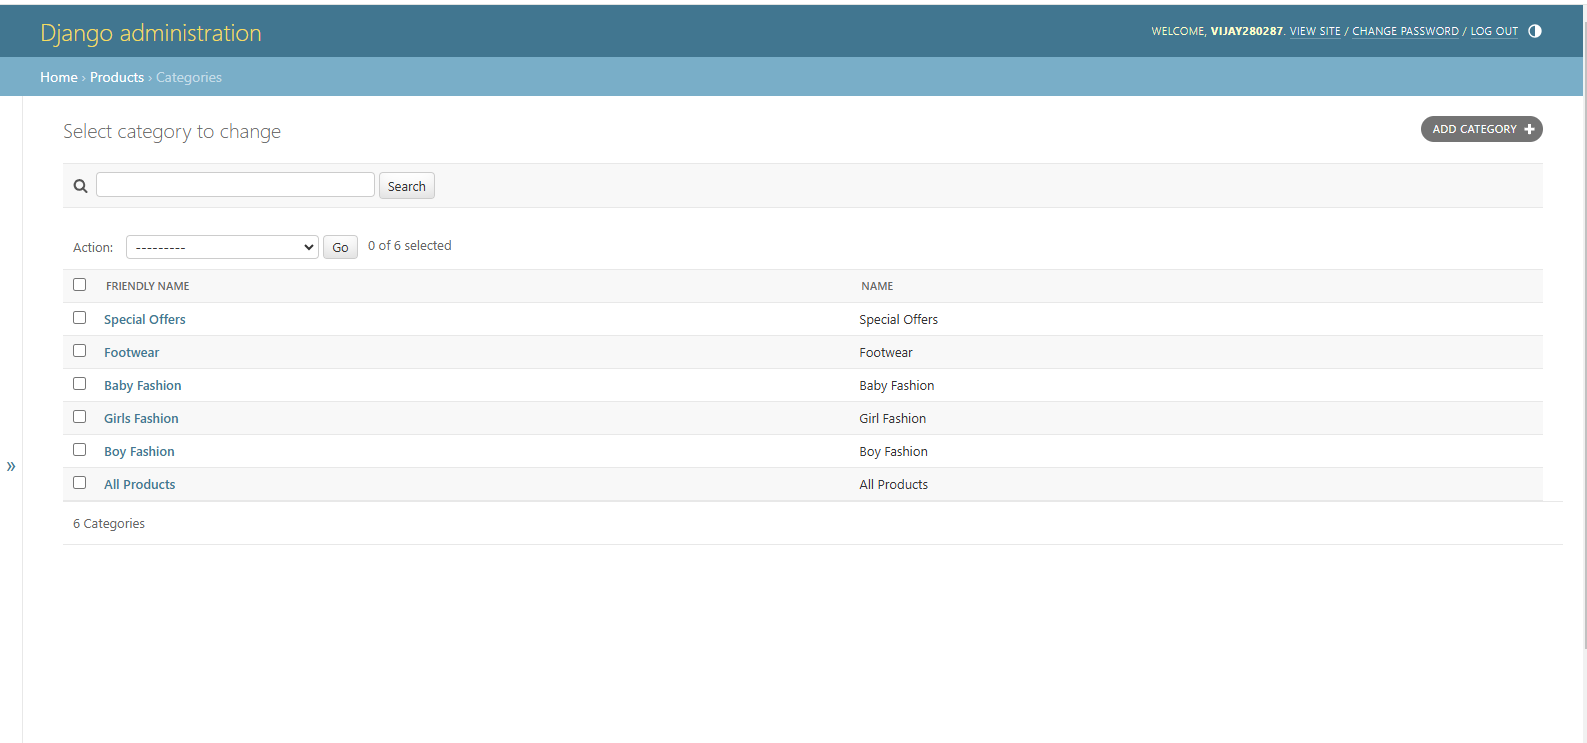 Django administration
WELCOME, VIJAY280287. VIEW SITE / CHANGE PASSWORD / LOG OUT
Home › Products › Categories
Select category to change
ADD CATEGORY +
Search
Action: --------- Go 0 of 6 selected
FRIENDLY NAME NAME
Special Offers Special Offers
Footwear Footwear
Baby Fashion Baby Fashion
Girls Fashion Girl Fashion
Boy Fashion Boy Fashion
»
All Products All Products
6 Categories